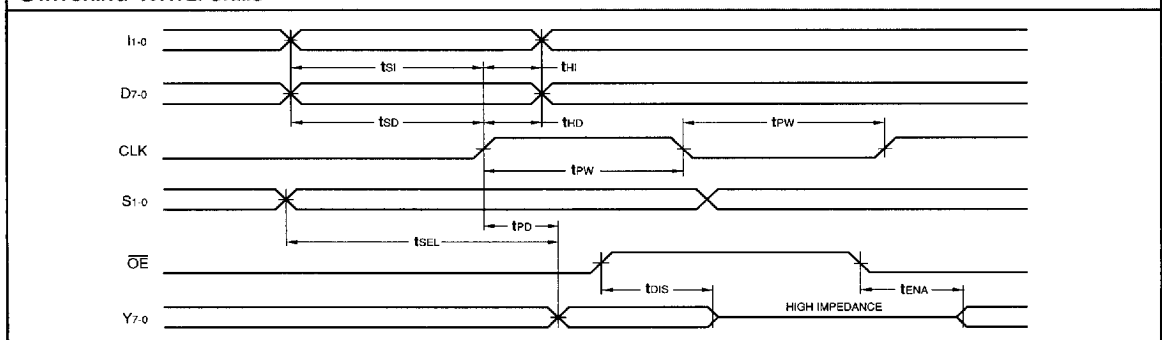 I1-0
tSI
tHI
D7-0
tSD
tHD
tPW
CLK
tPW
S1-0
tPD
tSEL
OE
tDIS
tENA
HIGH IMPEDANCE
Y7-0